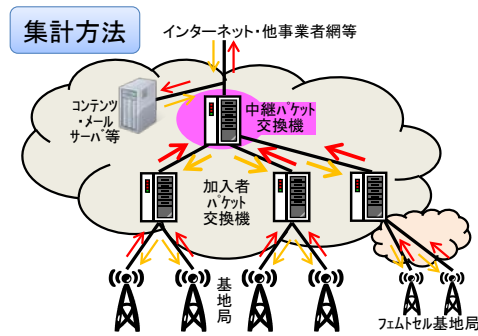 集計方法
インターネット・他事業者網等
コンテンツ
・メール
サーバ等
中継パケット
交換機
加入者
パケット
交換機
基地局
フェムトセル基地局